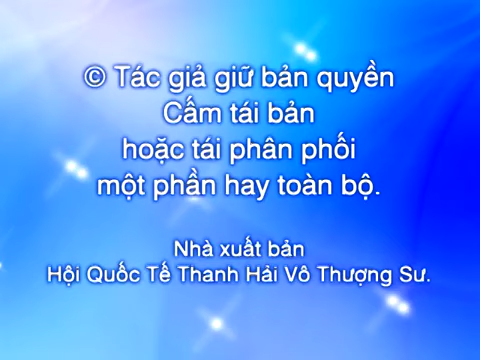 © Tác giả giữ bản quyền
Cấm tái bản
hoặc tái phân phối
một phần hay toàn bộ.
Nhà xuất bản
Hội Quốc Tế Thanh Hải Vô Thượng Sư.